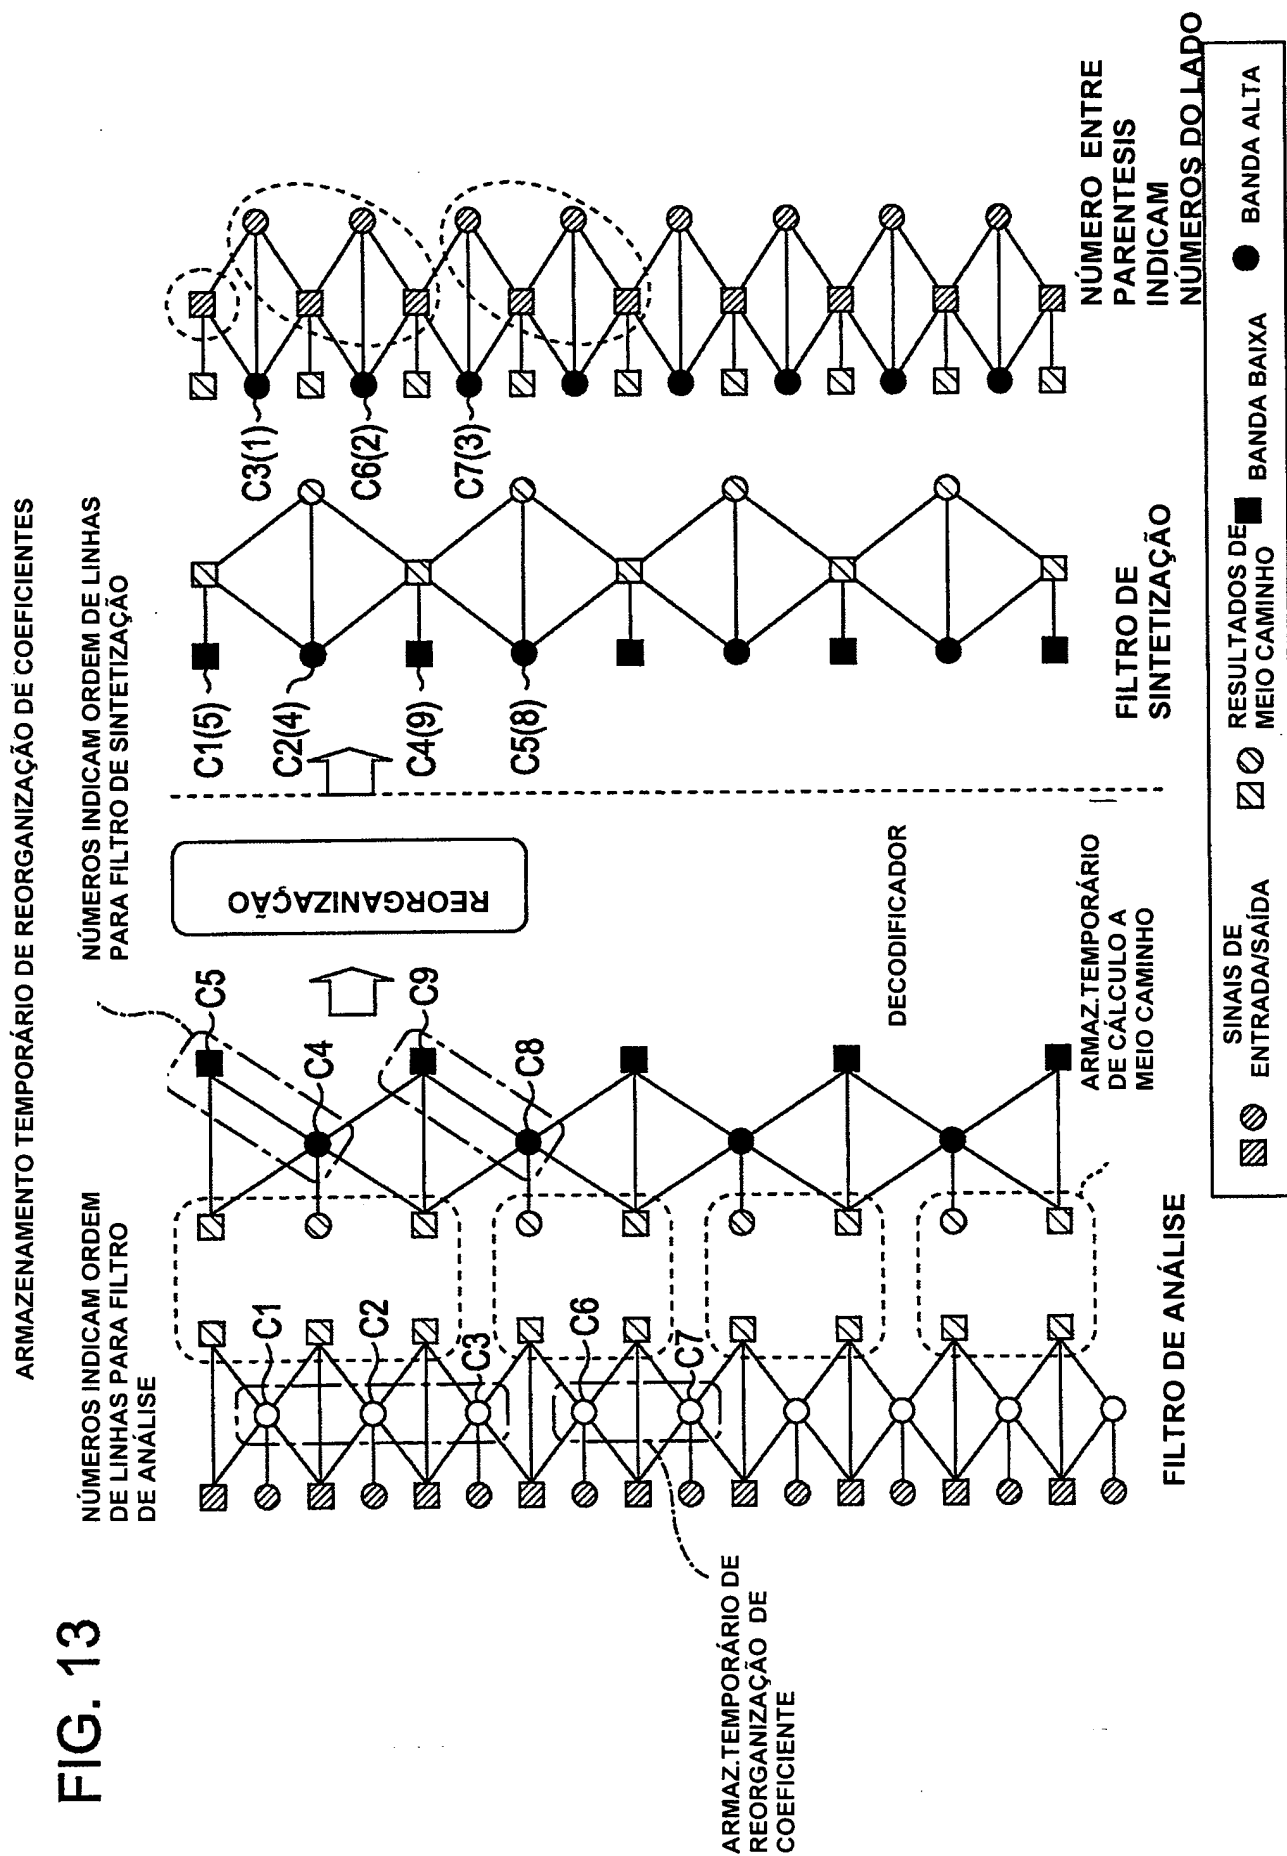 FIG. 13
ARMAZENAMENTO TEMPORÁRIO DE REORGANIZAÇÃO DE COEFICIENTES
NÚMEROS INDICAM ORDEM
DE LINHAS PARA FILTRO
DE ANÁLISE
NÚMEROS INDICAM ORDEM DE LINHAS
PARA FILTRO DE SINTETIZAÇÃO
C1
C2
C3
C6
C7
C5
C4
C9
C8
REORGANIZAÇÃO
C1(5)
C2(4)
C4(9)
C5(8)
C3(1)
C6(2)
C7(3)
ARMAZ.TEMPORÁRIO DE
REORGANIZAÇÃO DE
COEFICIENTE
DECODIFICADOR
ARMAZ.TEMPORÁRIO
DE CÁLCULO A
MEIO CAMINHO
FILTRO DE ANÁLISE
FILTRO DE
SINTETIZAÇÃO
NÚMERO ENTRE
PARENTESIS
INDICAM
NÚMEROS DO LADO
SINAIS DE
ENTRADA/SAÍDA
RESULTADOS DE
MEIO CAMINHO
BANDA BAIXA
BANDA ALTA